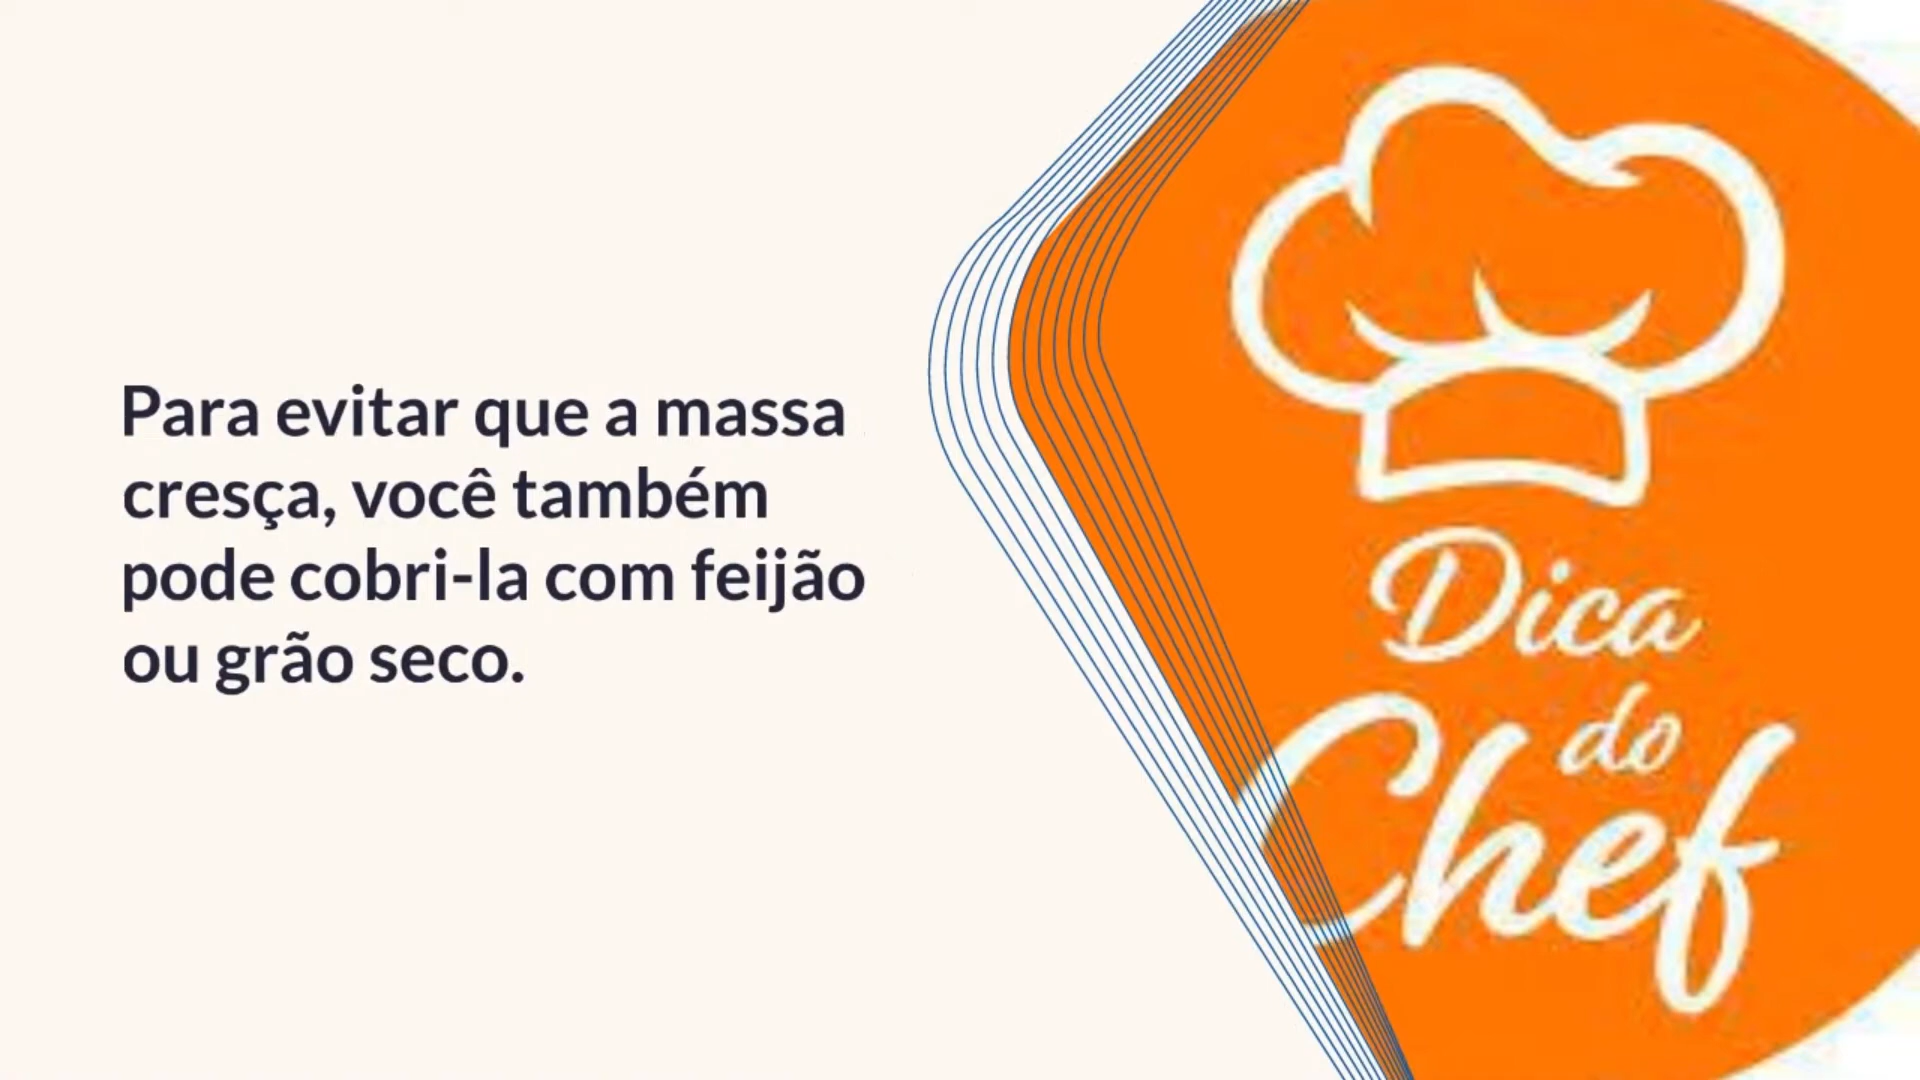 Para evitar que a massa
cresça, você também
pode cobri-la com feijão
ou grão seco.
Dica
do
Chef